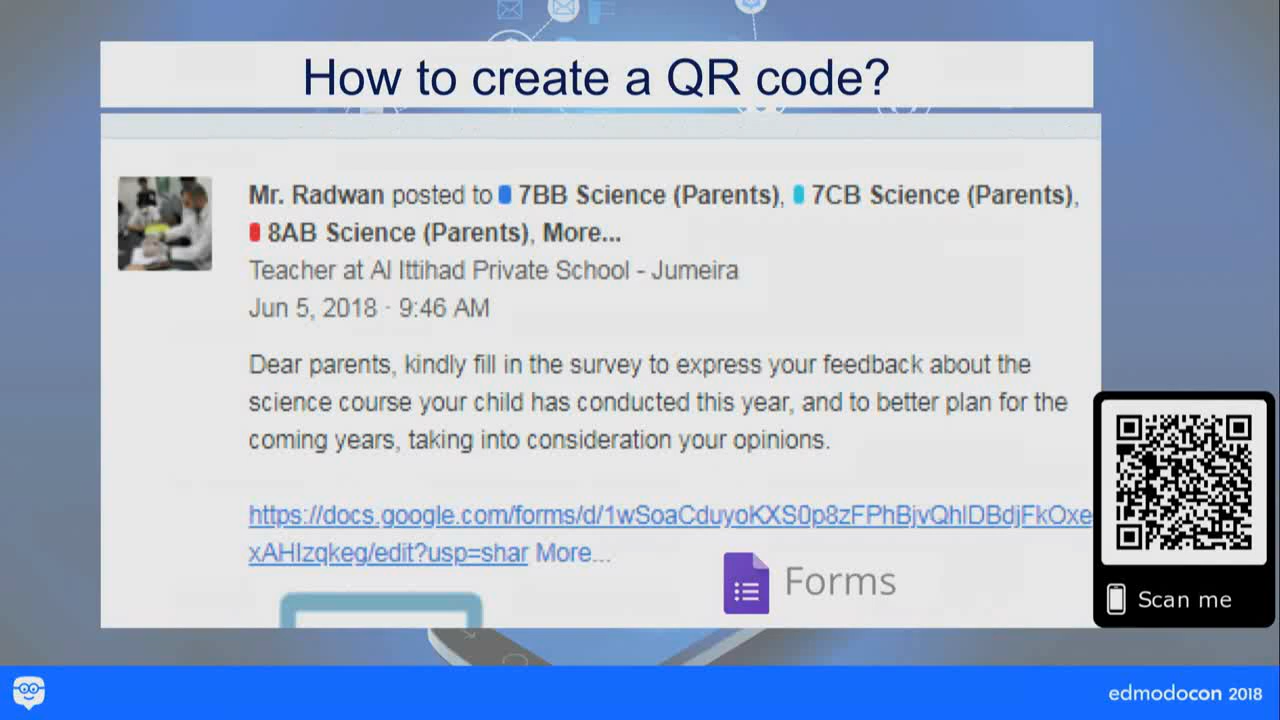 How to create a QR code?
Mr. Radwan posted to 7BB Science (Parents), 7CB Science (Parents),
8AB Science (Parents), More...
Teacher at Al Ittihad Private School - Jumeira
Jun 5, 2018 · 9:46 AM
Dear parents, kindly fill in the survey to express your feedback about the
science course your child has conducted this year, and to better plan for the
coming years, taking into consideration your opinions.
https://docs.google.com/forms/d/1wSoaCduyoKXS0p8zFPhBjvQhlDBdjFkOxe
xAHIzqkeg/edit?usp=shar More...
Forms
Scan me
edmodocon 2018